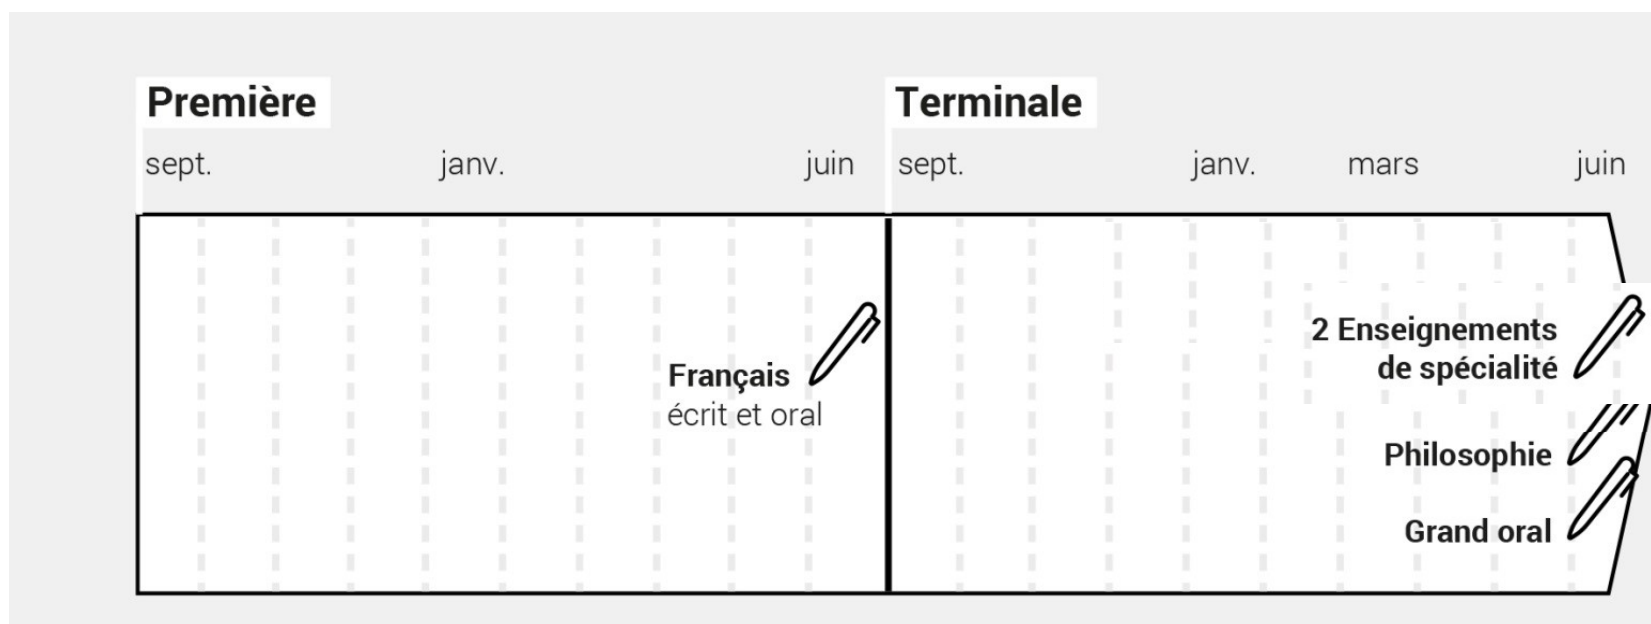 Première
Terminale
sept. janv. juin sept. janv. mars juin
2 Enseignements
de spécialité
Français
écrit et oral
Philosophie
Grand oral